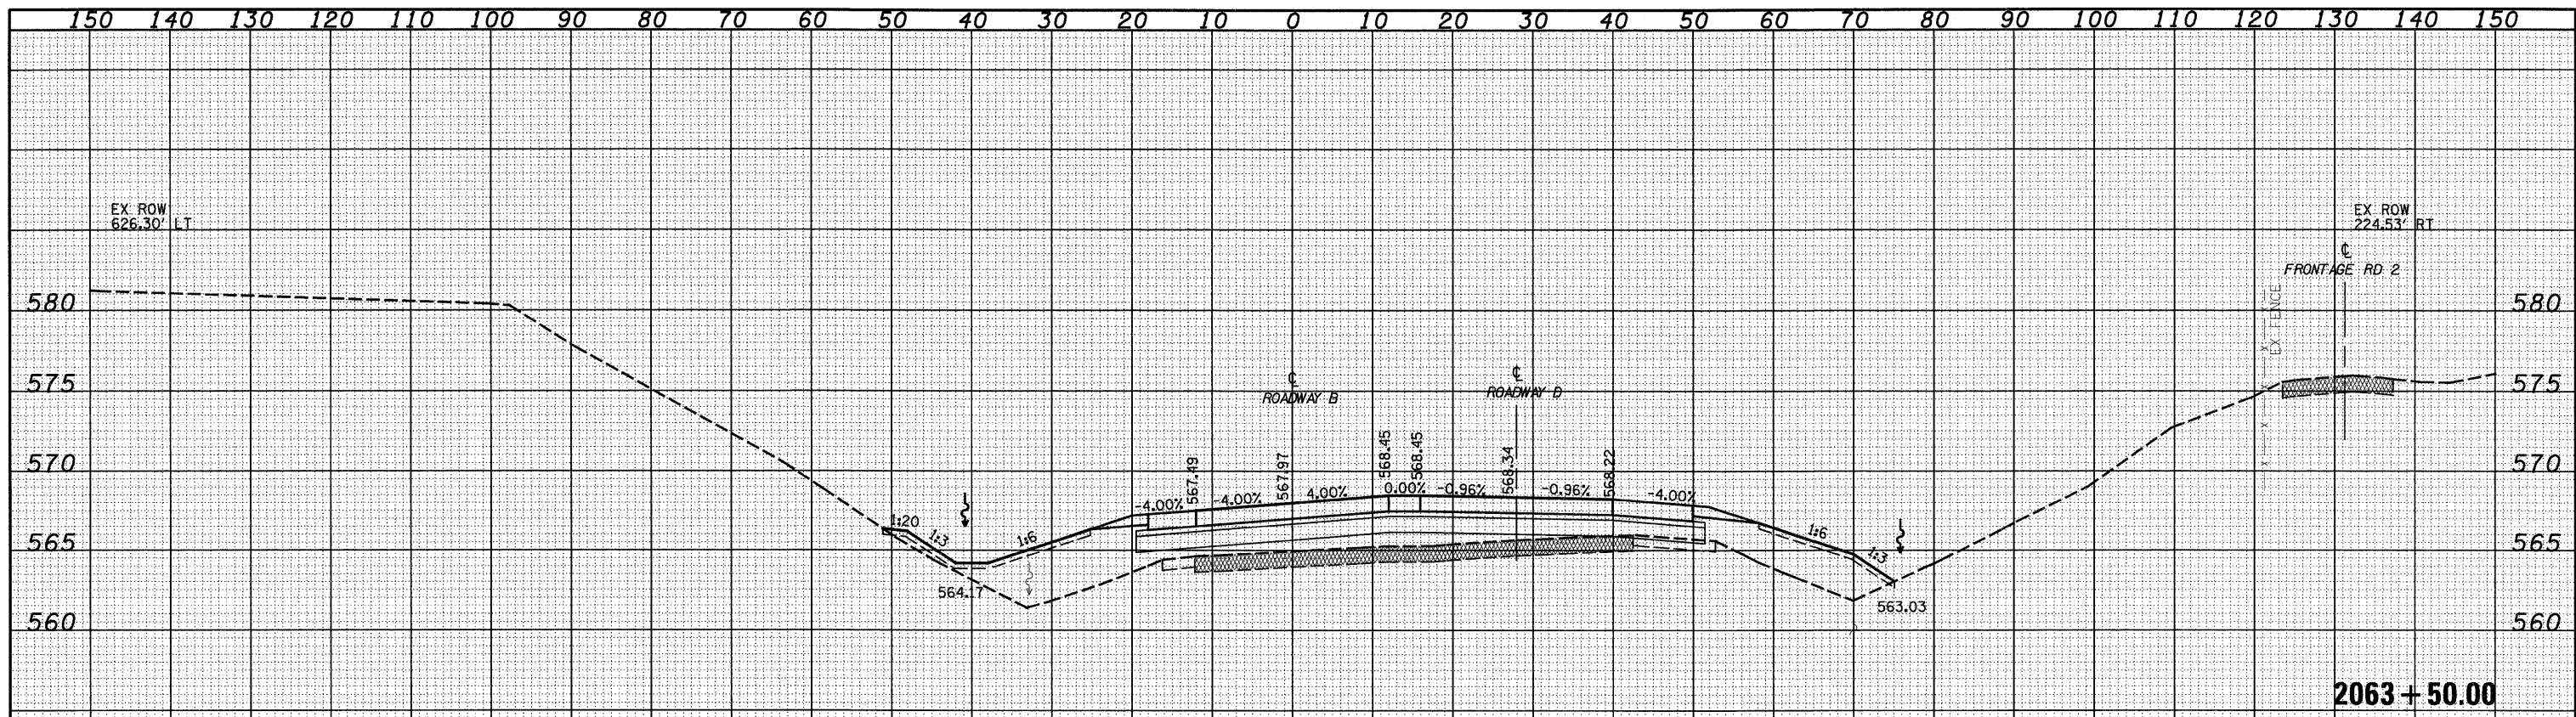 150 140 130 120 110 100 90 80 70 60 50 40 30 20 10 0 10 20 30 40 50 60 70 80 90 100 110 120 130 140 150
EX ROW
626.30' LT
EX ROW
224.53' RT
℄
FRONTAGE RD 2
EX FENCE
580 580
575 575
℄
ROADWAY B
℄
ROADWAY D
570 570
567.49 567.97 568.45 568.45 568.34 568.22
-4.00% -4.00% 4.00% 0.00% -0.96% -0.96% -4.00%
1:20 1:3 1:6 1:6 1:3
565 565
564.17 563.03
560 560
2063+50.00